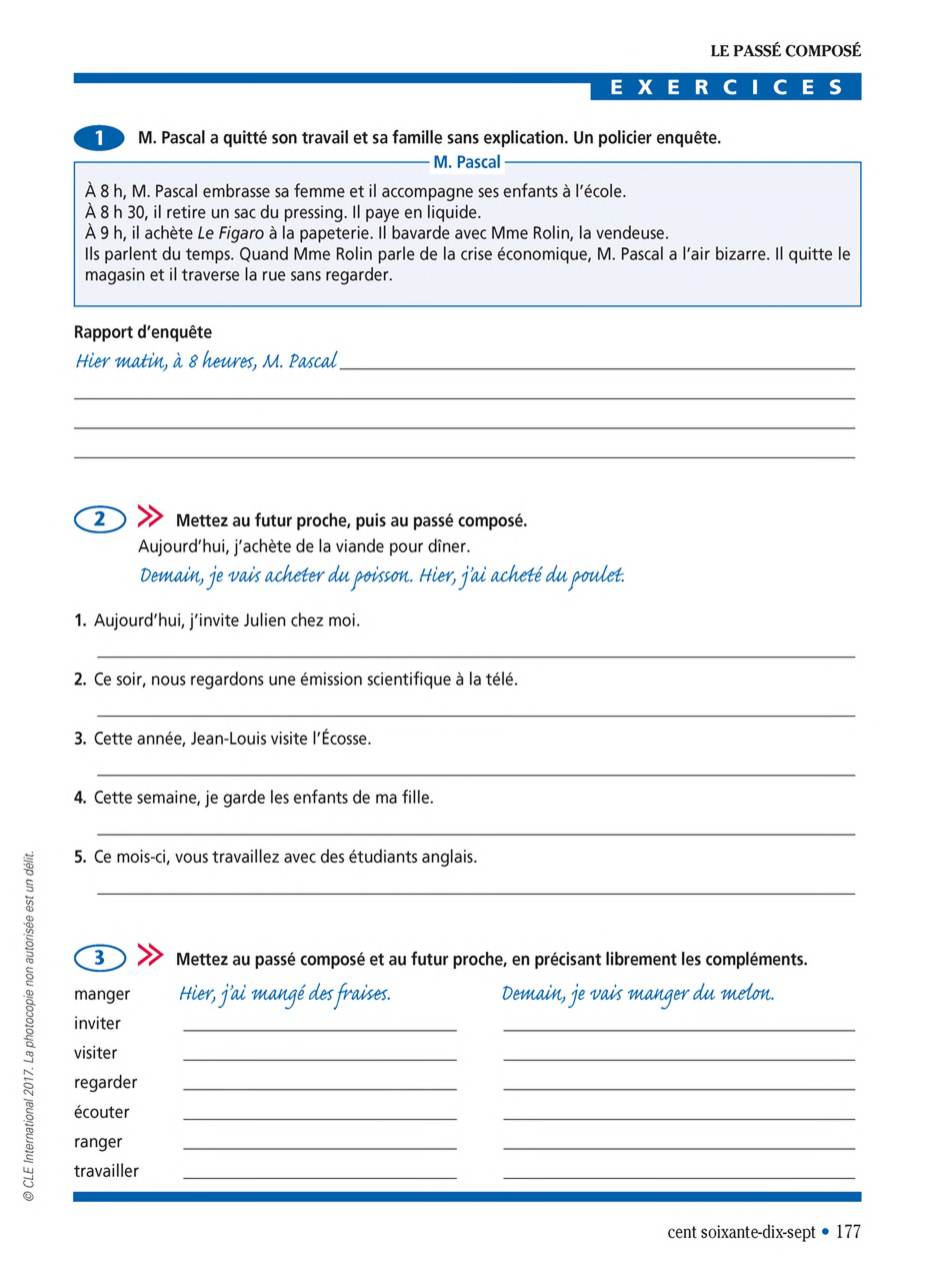 LE PASSÉ COMPOSÉ
EXERCICES
1 M. Pascal a quitté son travail et sa famille sans explication. Un policier enquête.
M. Pascal
À 8 h, M. Pascal embrasse sa femme et il accompagne ses enfants à l’école.
À 8 h 30, il retire un sac du pressing. Il paye en liquide.
À 9 h, il achète Le Figaro à la papeterie. Il bavarde avec Mme Rolin, la vendeuse.
Ils parlent du temps. Quand Mme Rolin parle de la crise économique, M. Pascal a l’air bizarre. Il quitte le
magasin et il traverse la rue sans regarder.
Rapport d’enquête
Hier matin, à 8 heures, M. Pascal
2 Mettez au futur proche, puis au passé composé.
Aujourd’hui, j’achète de la viande pour dîner.
Demain, je vais acheter du poisson. Hier, j’ai acheté du poulet.
1. Aujourd’hui, j’invite Julien chez moi.
2. Ce soir, nous regardons une émission scientifique à la télé.
3. Cette année, Jean-Louis visite l’Écosse.
4. Cette semaine, je garde les enfants de ma fille.
5. Ce mois-ci, vous travaillez avec des étudiants anglais.
3 Mettez au passé composé et au futur proche, en précisant librement les compléments.
manger Hier, j’ai mangé des fraises. Demain, je vais manger du melon.
inviter
visiter
regarder
écouter
ranger
travailler
© CLE International 2017. La photocopie non autorisée est un délit.
cent soixante-dix-sept • 177